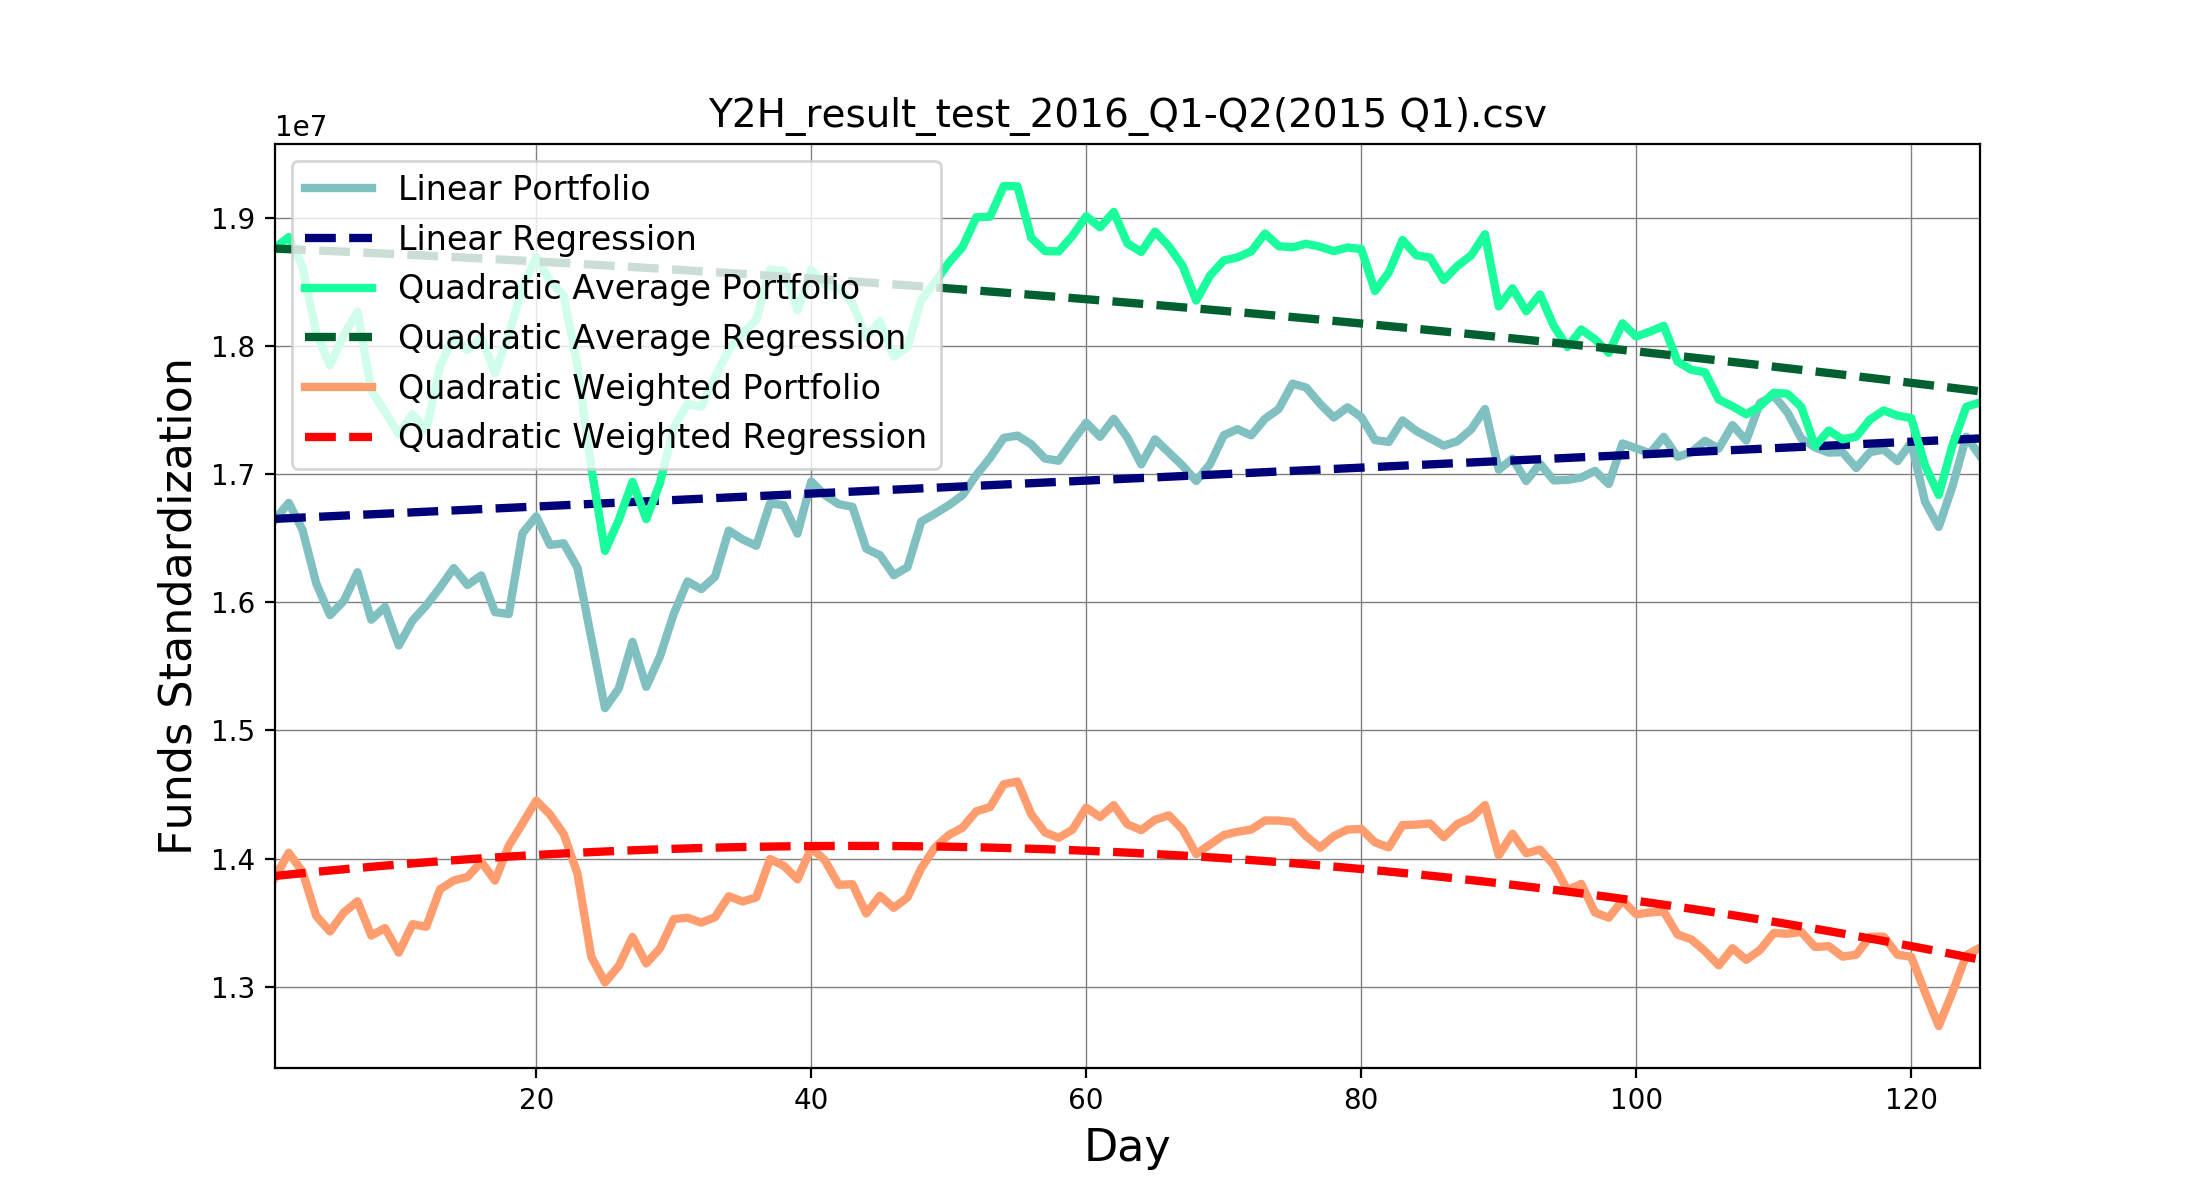 Y2H_result_test_2016_Q1-Q2(2015 Q1).csv
1e7
Linear Portfolio
Linear Regression
Quadratic Average Portfolio
Quadratic Average Regression
Quadratic Weighted Portfolio
Quadratic Weighted Regression
1.9
1.8
1.7
1.6
1.5
1.4
1.3
Funds Standardization
20 40 60 80 100 120
Day